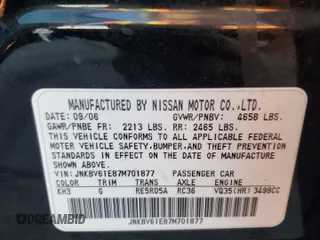 MANUFACTURED BY NISSAN MOTOR CO.,LTD.
DATE: 09/06 GVWR/PNBV: 4658 LBS.
GAWR/PNBE FR: 2213 LBS. RR: 2465 LBS.
THIS VEHICLE CONFORMS TO ALL APPLICABLE FEDERAL
MOTOR VEHICLE SAFETY, BUMPER, AND THEFT
PREVENTION STANDARDS IN EFFECT ON THE DATE OF
MANUFACTURE SHOWN ABOVE.
VIN: JNKBV61E87M701877 PASSENGER CAR
COLOR TRIM TRANS AXLE ENGINE
KH3 G RE5R05A RC36 VQ35(HR) 3498CC
JNKBV61E87M701877